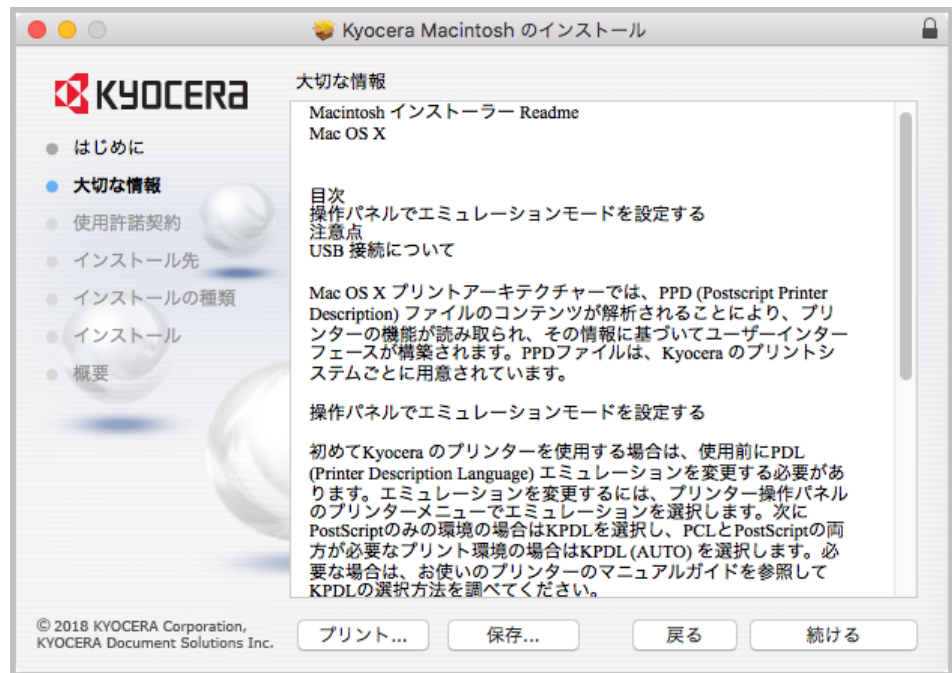 Kyocera Macintosh のインストール
KYOCERA
はじめに
大切な情報
使用許諾契約
インストール先
インストールの種類
インストール
概要
© 2018 KYOCERA Corporation,
KYOCERA Document Solutions Inc.
大切な情報
Macintosh インストーラー Readme
Mac OS X
目次
操作パネルでエミュレーションモードを設定する
注意点
USB 接続について
Mac OS X プリントアーキテクチャーでは、PPD (Postscript Printer
Description) ファイルのコンテンツが解析されることにより、プリ
ンターの機能が読み取られ、その情報に基づいてユーザーインター
フェースが構築されます。PPDファイルは、Kyocera のプリントシ
ステムごとに用意されています。
操作パネルでエミュレーションモードを設定する
初めてKyocera のプリンターを使用する場合は、使用前にPDL
(Printer Description Language) エミュレーションを変更する必要があ
ります。エミュレーションを変更するには、プリンター操作パネル
のプリンターメニューでエミュレーションを選択します。次に
PostScriptのみの環境の場合はKPDLを選択し、PCLとPostScriptの両
方が必要なプリント環境の場合はKPDL (AUTO) を選択します。必
要な場合は、お使いのプリンターのマニュアルガイドを参照して
KPDLの選択方法を調べてください。
プリント...
保存...
戻る
続ける